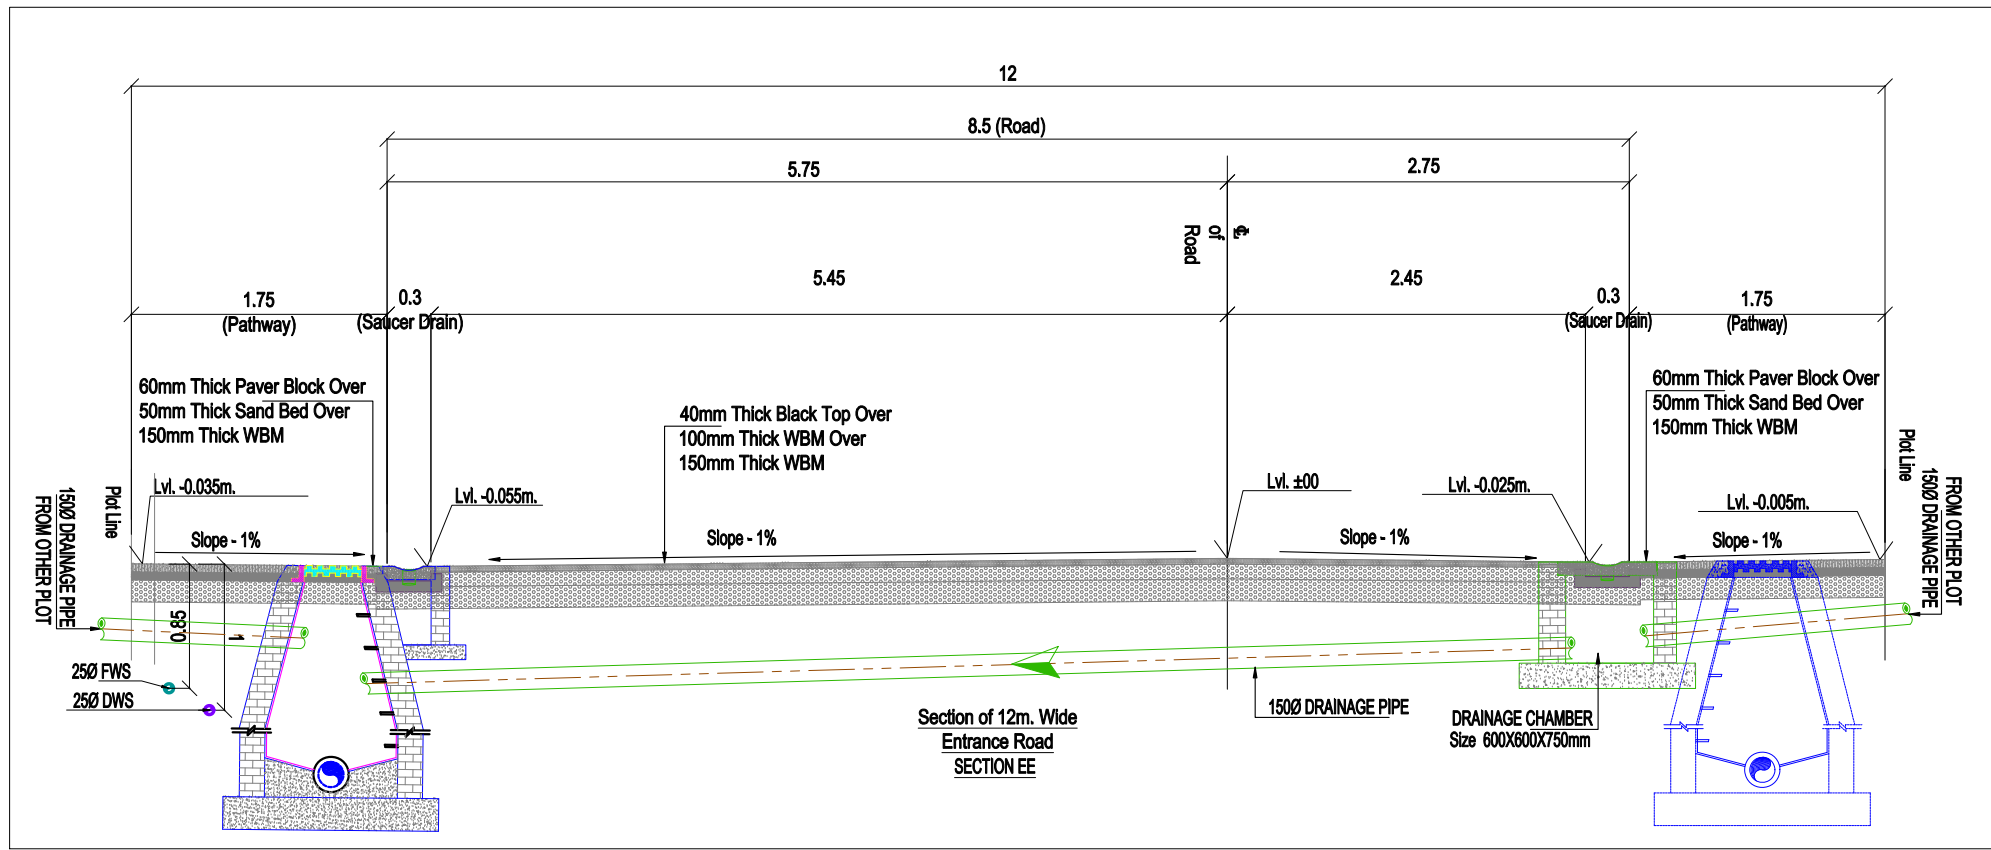 12
8.5 (Road)
5.75
2.75
℄
of
Road
5.45
2.45
1.75
(Pathway)
0.3
(Saucer Drain)
0.3
(Saucer Drain)
1.75
(Pathway)
60mm Thick Paver Block Over
50mm Thick Sand Bed Over
150mm Thick WBM
40mm Thick Black Top Over
100mm Thick WBM Over
150mm Thick WBM
60mm Thick Paver Block Over
50mm Thick Sand Bed Over
150mm Thick WBM
Plot Line
150Ø DRAINAGE PIPE
FROM OTHER PLOT
Lvl. -0.035m.
Lvl. -0.055m.
Lvl. ±00
Lvl. -0.025m.
Lvl. -0.005m.
Plot Line
FROM OTHER PLOT
150Ø DRAINAGE PIPE
Slope - 1%
Slope - 1%
Slope - 1%
Slope - 1%
0.85
1
25Ø FWS
25Ø DWS
150Ø DRAINAGE PIPE
DRAINAGE CHAMBER
Size 600X600X750mm
Section of 12m. Wide
Entrance Road
SECTION EE